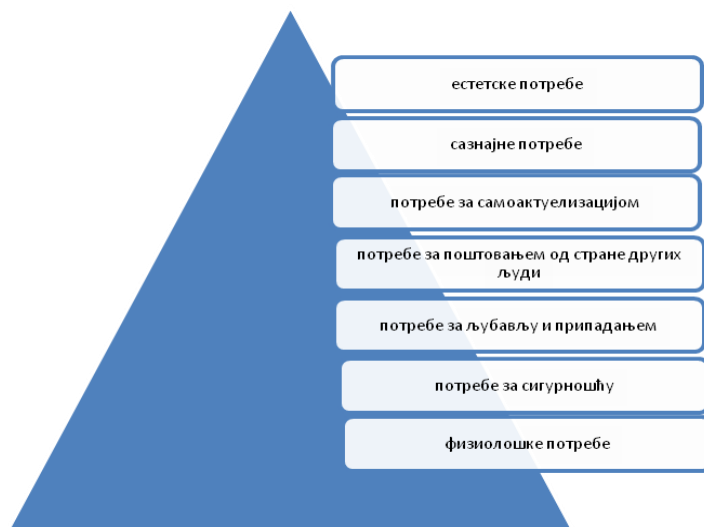 естетске потребе
сазнајне потребе
потребе за самоактуелизацијом
потребе за поштовањем од стране других
људи
потребе за љубављу и припадањем
потребе за сигурношћу
физиолошке потребе